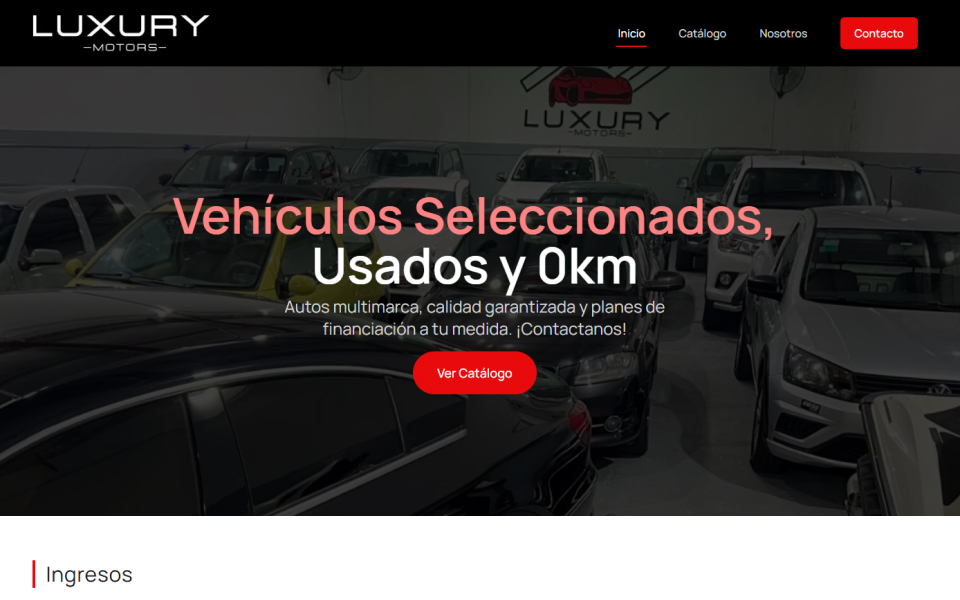 LUXURY
—MOTORS—
Inicio
Catálogo
Nosotros
Contacto
LUXURY
—MOTORS—
Vehículos Seleccionados,
Usados y 0km
Autos multimarca, calidad garantizada y planes de
financiación a tu medida. ¡Contactanos!
Ver Catálogo
Ingresos